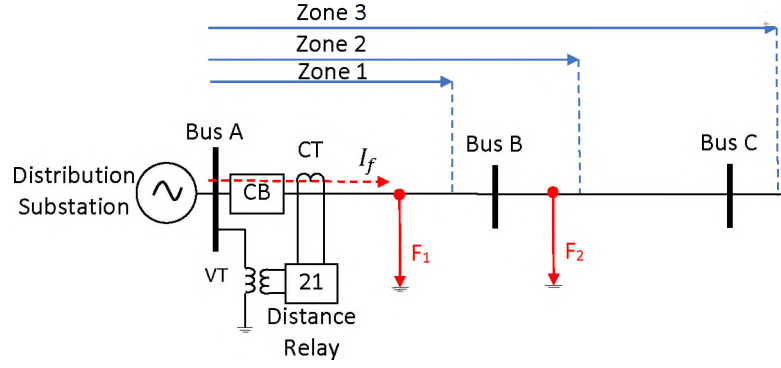 Zone 3
Zone 2
Zone 1
Bus A
CT
I_f
Bus B
Bus C
Distribution
Substation
CB
F₁
F₂
VT
21
Distance
Relay